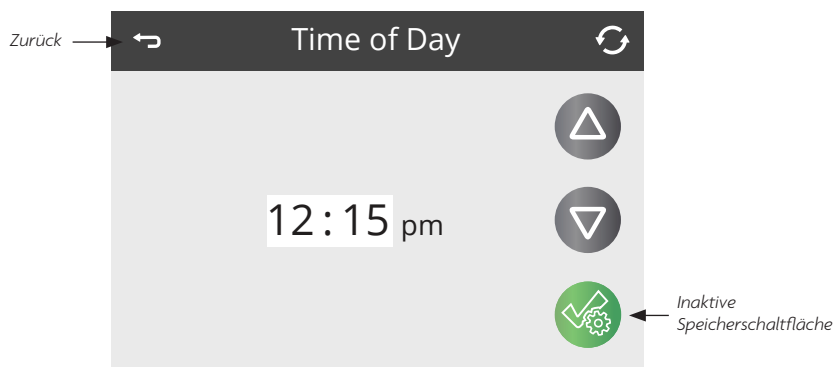 Zurück
Time of Day
12:15 pm
Inaktive
Speicherschaltfläche